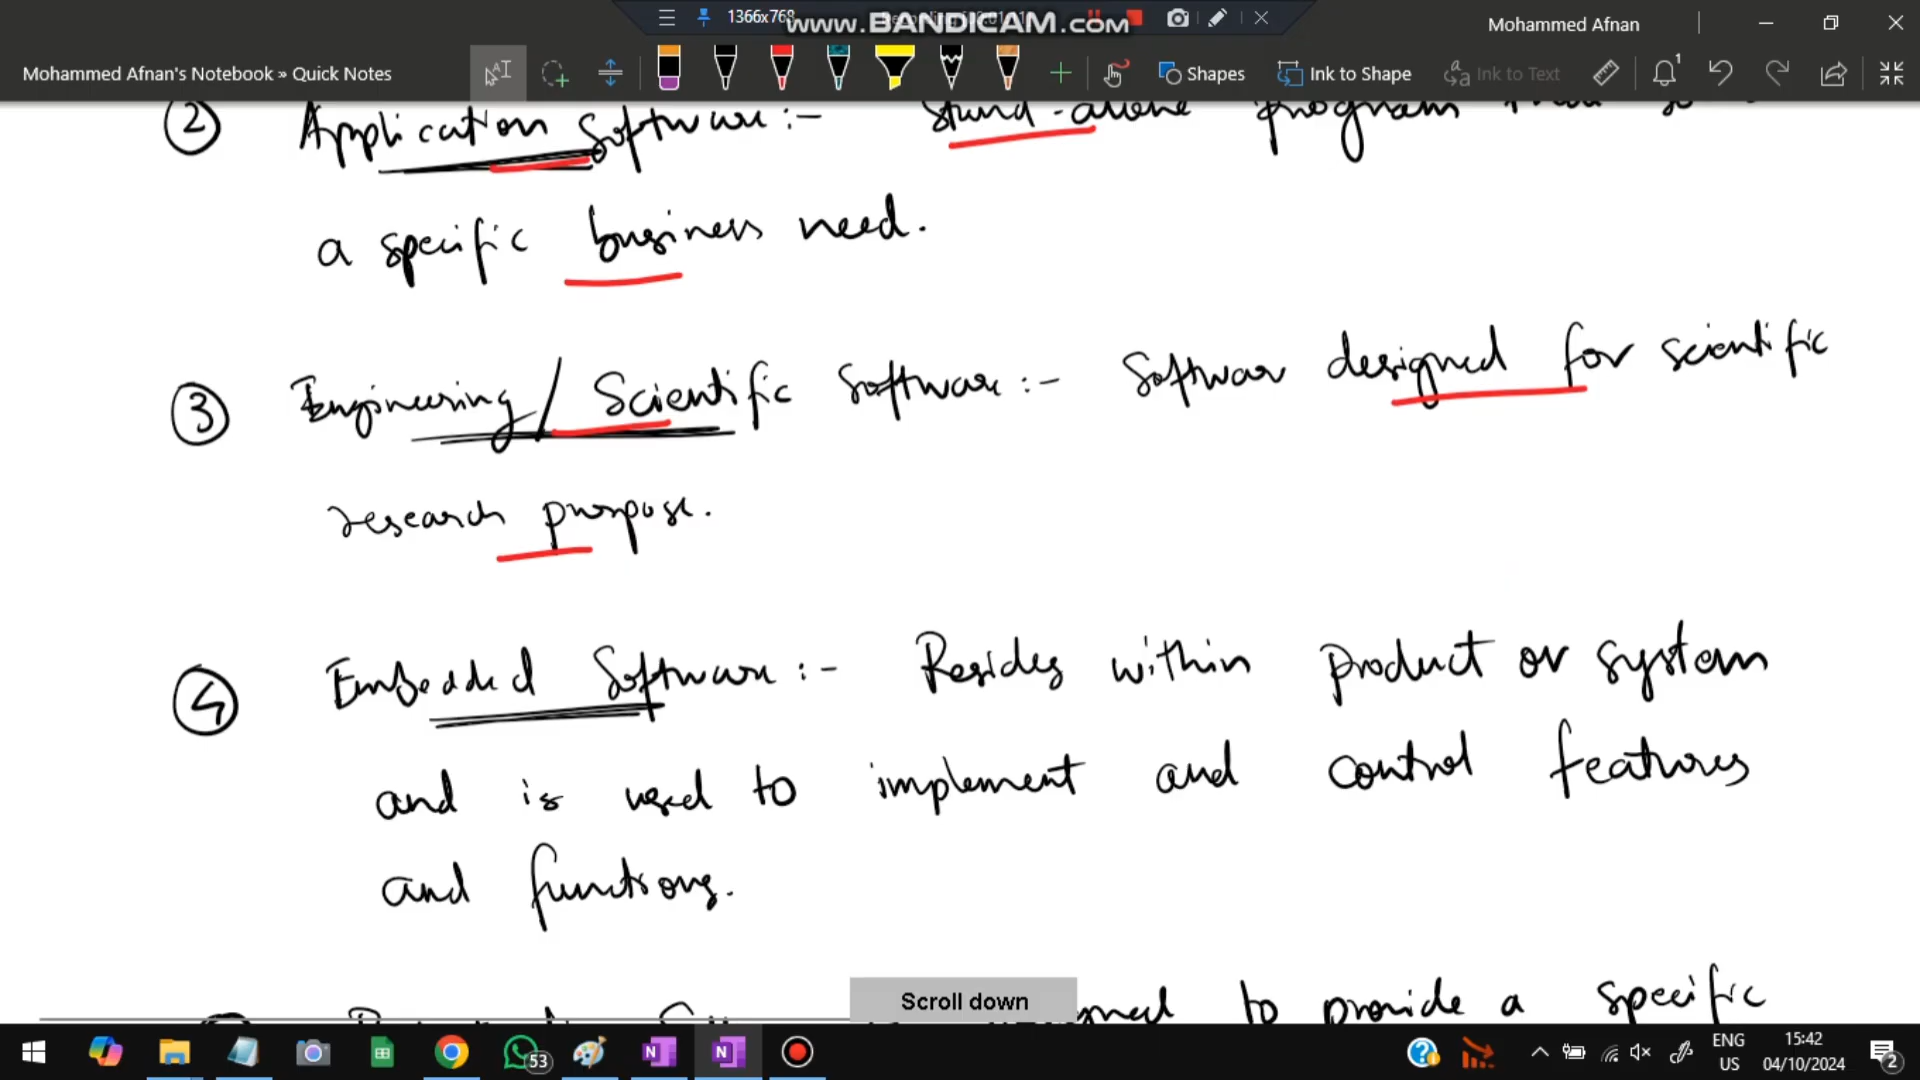 1366x768
www.BANDICAM.com
Mohammed Afnan
Mohammed Afnan's Notebook » Quick Notes
Shapes
Ink to Shape
Ink to Text
1
② Application Software :- Stand-alone program
a specific business need.
③ Engineering / Scientific Software :- Software designed for scientific
research purpose.
④ Embedded Software :- Resides within product or system
and is used to implement and control features
and functions.
to provide a specific
Scroll down
53
ENG
US
15:42
04/10/2024
2